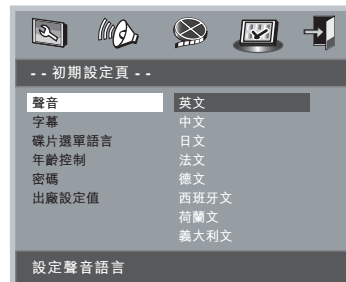 - - 初期設定頁 - -
聲音
字幕
碟片選單語言
年齡控制
密碼
出廠設定值
英文
中文
日文
法文
德文
西班牙文
荷蘭文
義大利文
設定聲音語言